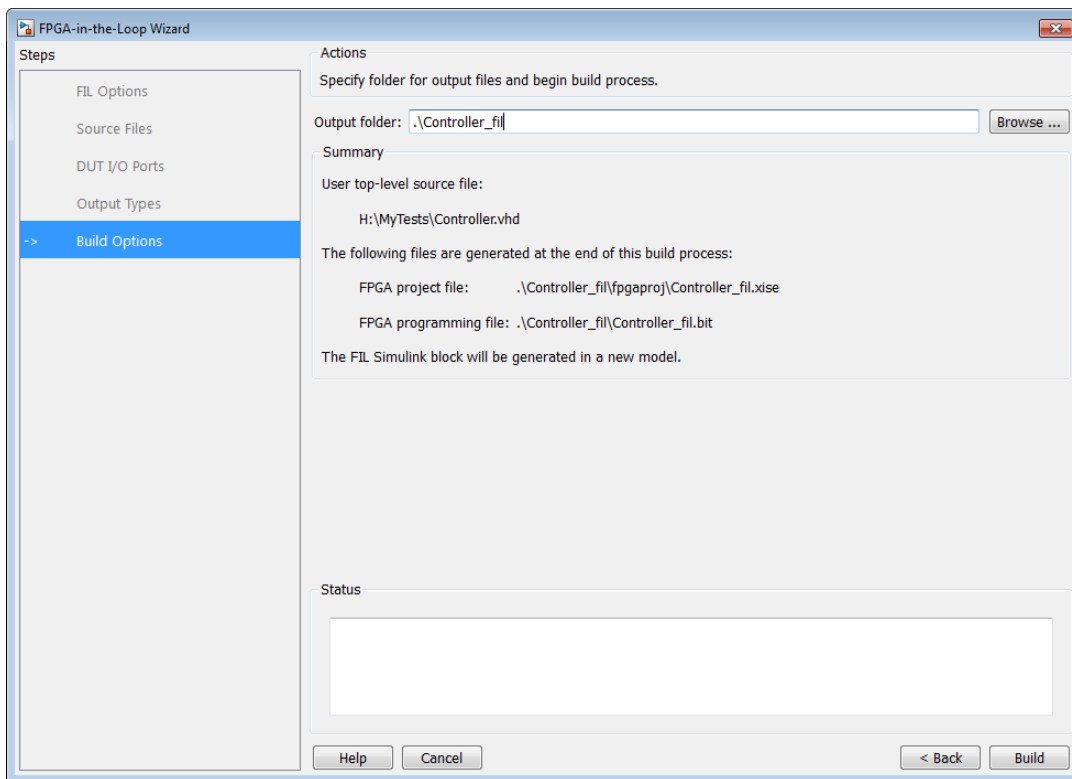 FPGA-in-the-Loop Wizard
Steps
FIL Options
Source Files
DUT I/O Ports
Output Types
-> Build Options
Actions
Specify folder for output files and begin build process.
Output folder: .\Controller_fil Browse ...
Summary
User top-level source file:
H:\MyTests\Controller.vhd
The following files are generated at the end of this build process:
FPGA project file: .\Controller_fil\fpgaproj\Controller_fil.xise
FPGA programming file: .\Controller_fil\Controller_fil.bit
The FIL Simulink block will be generated in a new model.
Status
Help Cancel < Back Build